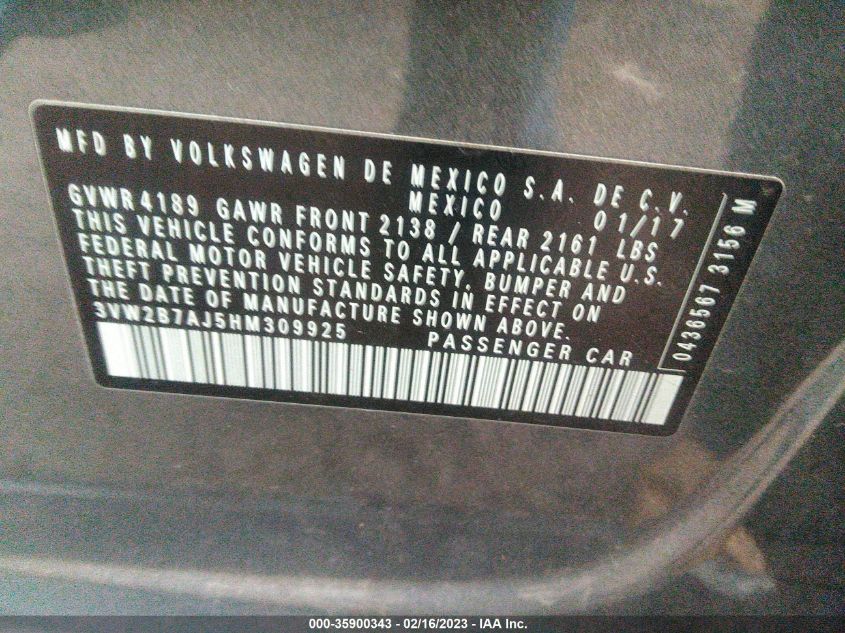 MFD BY VOLKSWAGEN DE MEXICO S.A. DE C.V.
MEXICO 01/17
GVWR 4189 GAWR FRONT 2138 / REAR 2161 LBS
THIS VEHICLE CONFORMS TO ALL APPLICABLE U.S.
FEDERAL MOTOR VEHICLE SAFETY, BUMPER AND
THEFT PREVENTION STANDARDS IN EFFECT ON
THE DATE OF MANUFACTURE SHOWN ABOVE.
3VW2B7AJ5HM309925 PASSENGER CAR
0436567 3156 M
000-35900343 - 02/16/2023 - IAA Inc.